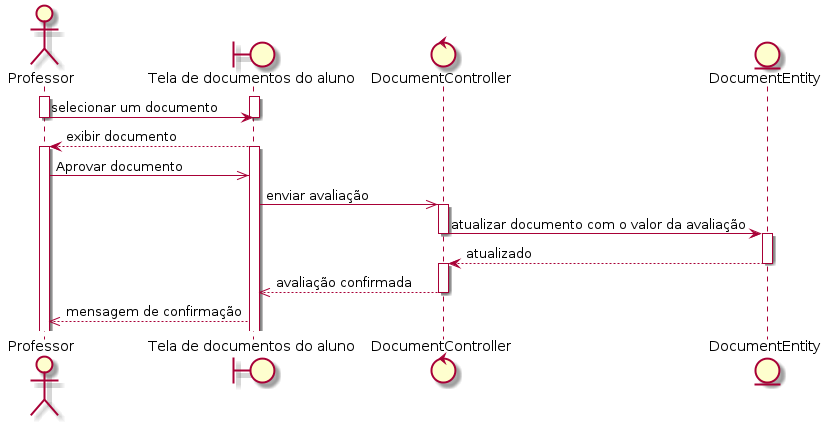 Professor
Tela de documentos do aluno
DocumentController
DocumentEntity
selecionar um documento
exibir documento
Aprovar documento
enviar avaliação
atualizar documento com o valor da avaliação
atualizado
avaliação confirmada
mensagem de confirmação
Professor
Tela de documentos do aluno
DocumentController
DocumentEntity